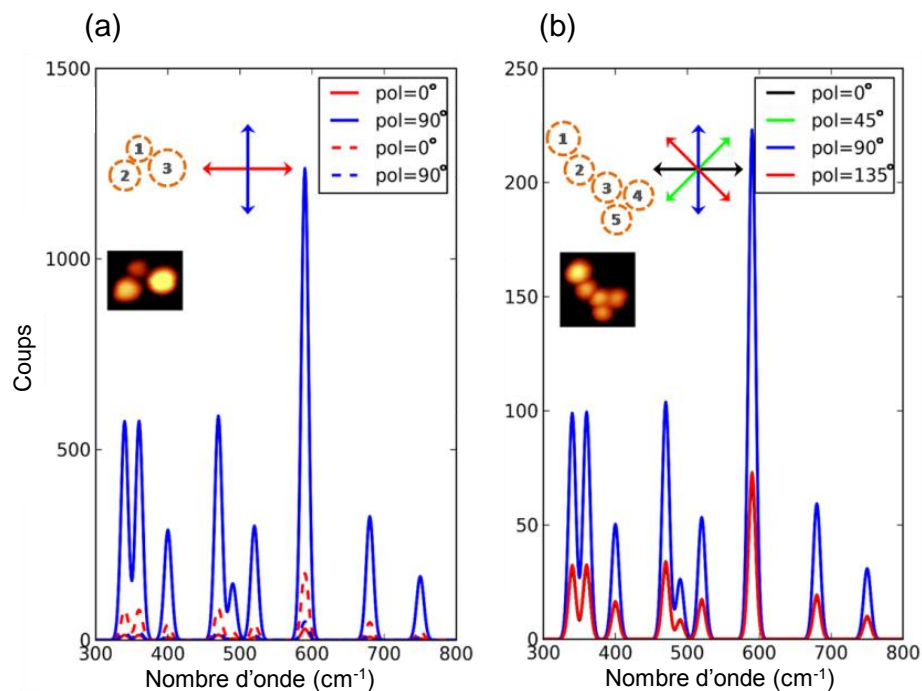 (a)
(b)
1500
1000
500
0
Coups
pol=0°
pol=90°
pol=0°
pol=90°
1
2
3
300 400 500 600 700 800
Nombre d'onde (cm-1)
250
200
150
100
50
0
pol=0°
pol=45°
pol=90°
pol=135°
1
2
3
4
5
300 400 500 600 700 800
Nombre d'onde (cm-1)